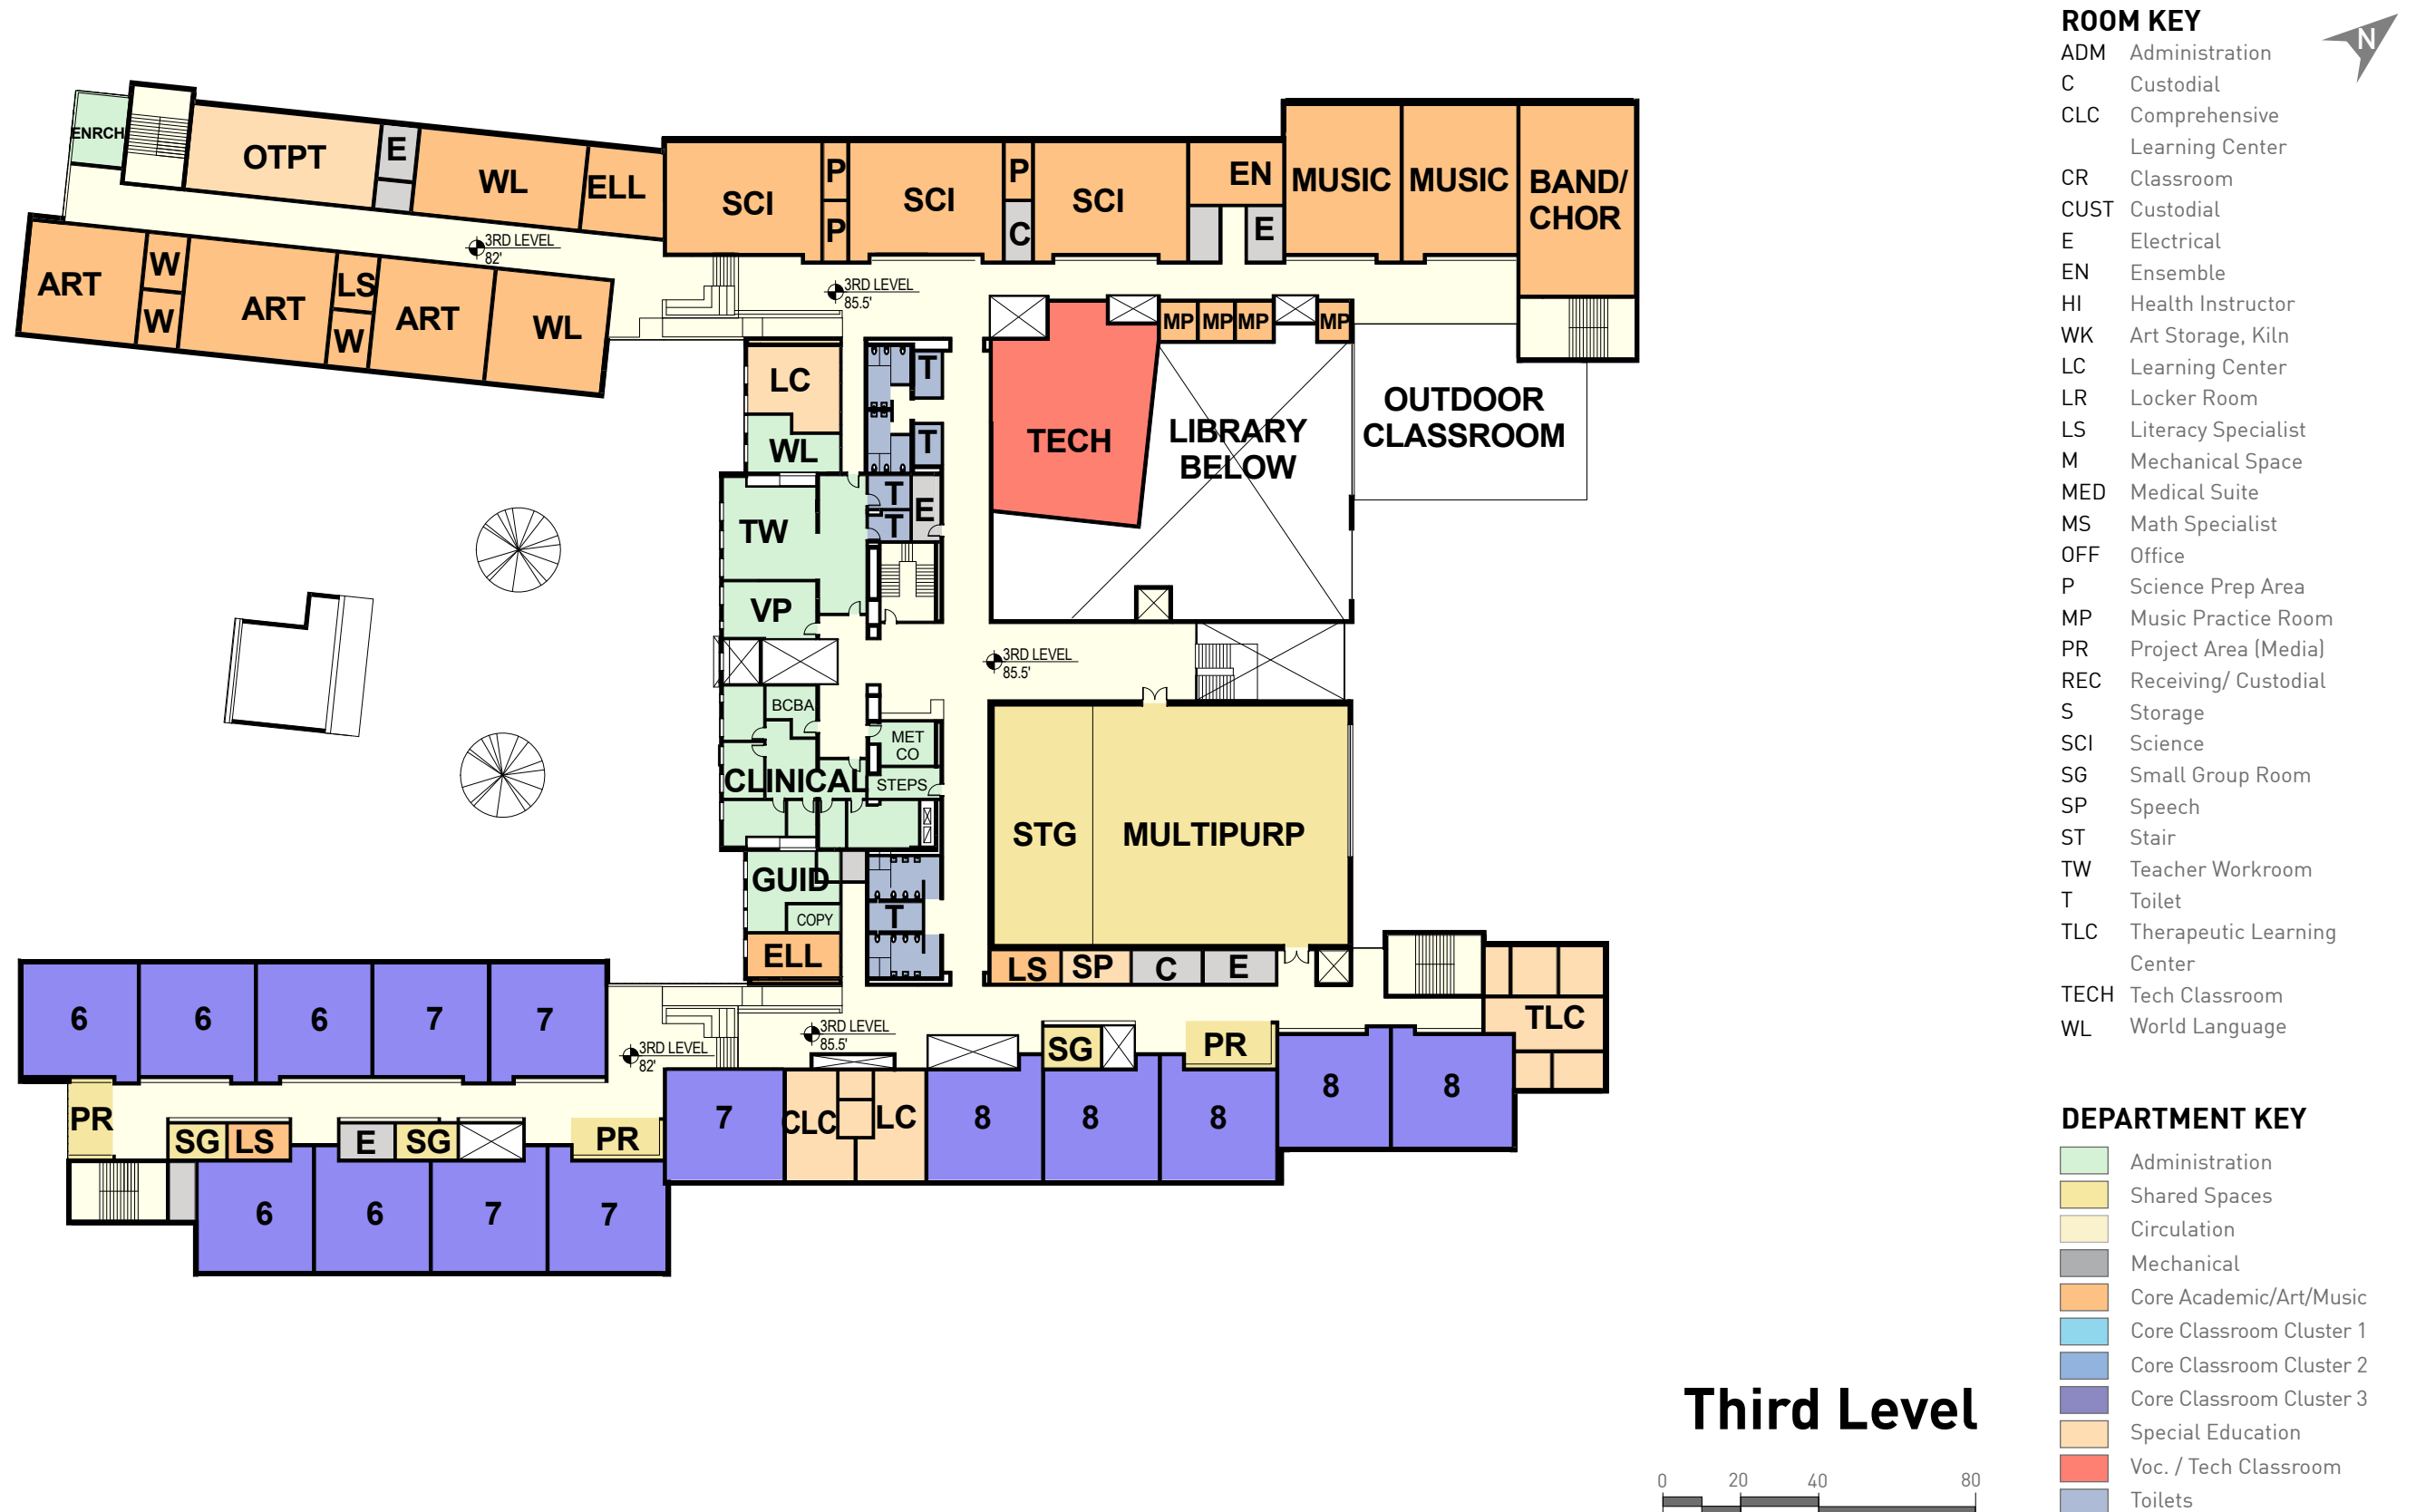 ENRCH
OTPT
E
WL
ELL
SCI
P
P
SCI
P
C
SCI
EN
E
MUSIC
MUSIC
BAND/
CHOR
ART
W
W
ART
LS
W
ART
WL
3RD LEVEL
82'
3RD LEVEL
85.5'
MP
MP
MP
MP
LC
WL
T
T
T
T
E
TECH
LIBRARY
BELOW
OUTDOOR
CLASSROOM
TW
VP
3RD LEVEL
85.5'
BCBA
MET
CO
CLINICAL
STEPS
STG
MULTIPURP
GUID
COPY
T
ELL
LS
SP
C
E
TLC
6
6
6
7
7
3RD LEVEL
85.5'
3RD LEVEL
82'
SG
PR
PR
SG
LS
E
SG
PR
7
CLC
LC
8
8
8
8
8
6
6
7
7
ROOM KEY
N
ADM Administration
C Custodial
CLC Comprehensive
Learning Center
CR Classroom
CUST Custodial
E Electrical
EN Ensemble
HI Health Instructor
WK Art Storage, Kiln
LC Learning Center
LR Locker Room
LS Literacy Specialist
M Mechanical Space
MED Medical Suite
MS Math Specialist
OFF Office
P Science Prep Area
MP Music Practice Room
PR Project Area (Media)
REC Receiving/ Custodial
S Storage
SCI Science
SG Small Group Room
SP Speech
ST Stair
TW Teacher Workroom
T Toilet
TLC Therapeutic Learning
Center
TECH Tech Classroom
WL World Language
DEPARTMENT KEY
Administration
Shared Spaces
Circulation
Mechanical
Core Academic/Art/Music
Core Classroom Cluster 1
Core Classroom Cluster 2
Core Classroom Cluster 3
Special Education
Voc. / Tech Classroom
Toilets
Third Level
0 20 40 80